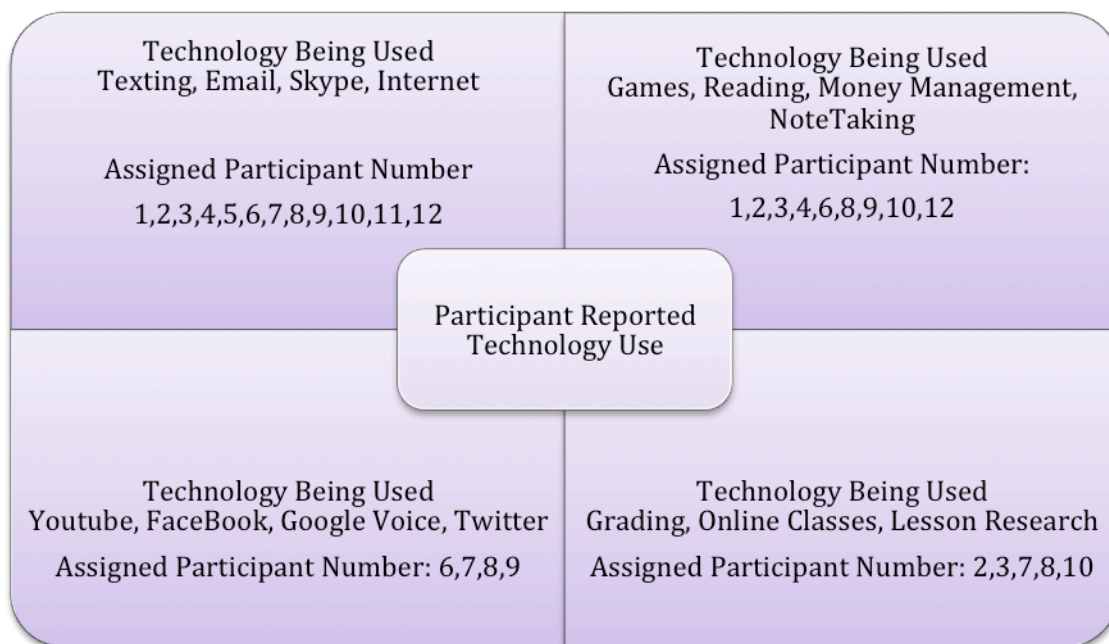 Technology Being Used
Texting, Email, Skype, Internet
Assigned Participant Number
1,2,3,4,5,6,7,8,9,10,11,12
Technology Being Used
Games, Reading, Money Management,
NoteTaking
Assigned Participant Number:
1,2,3,4,6,8,9,10,12
Participant Reported
Technology Use
Technology Being Used
Youtube, FaceBook, Google Voice, Twitter
Assigned Participant Number: 6,7,8,9
Technology Being Used
Grading, Online Classes, Lesson Research
Assigned Participant Number: 2,3,7,8,10